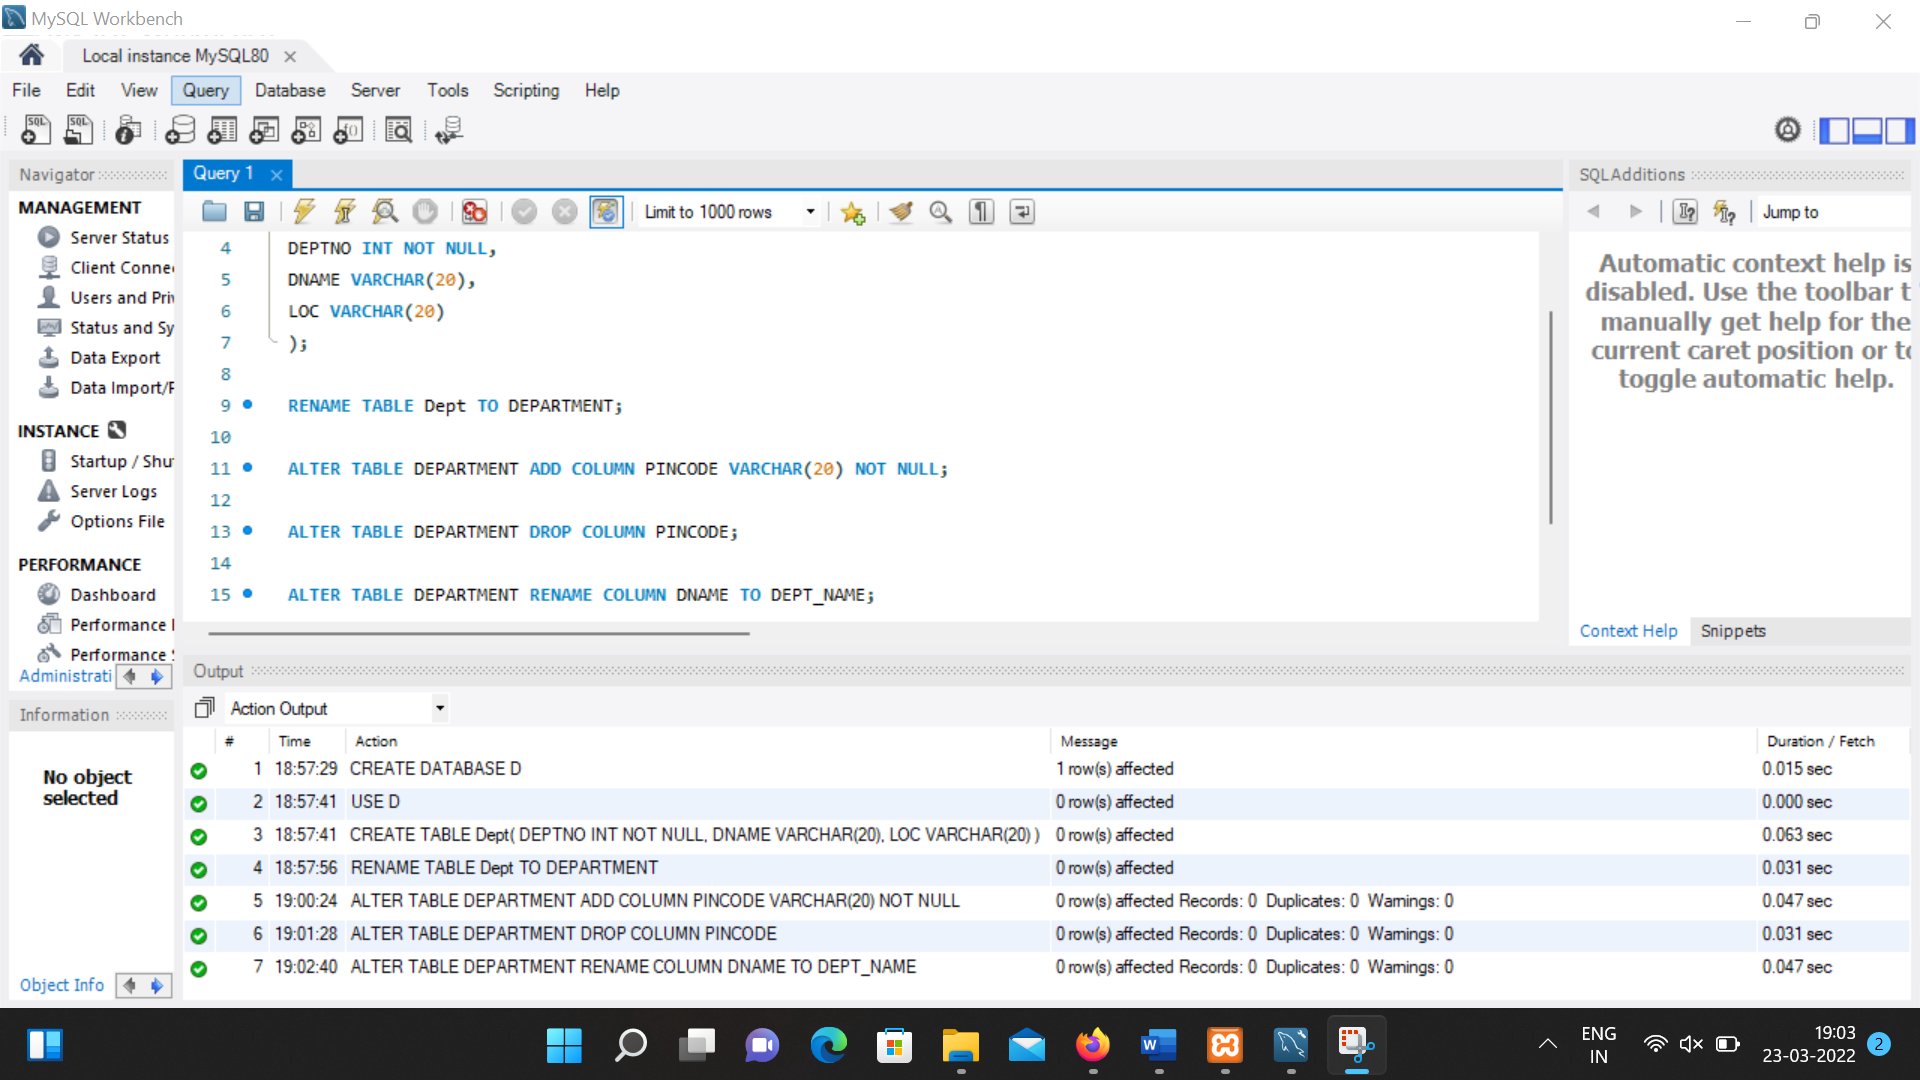 MySQL Workbench
Local instance MySQL80
File Edit View Query Database Server Tools Scripting Help
Navigator
MANAGEMENT
Server Status
Client Conne
Users and Pri
Status and Sy
Data Export
Data Import/
INSTANCE
Startup / Shu
Server Logs
Options File
PERFORMANCE
Dashboard
Performance
Performance
Administrati
Information
No object
selected
Object Info
Query 1
Limit to 1000 rows
4 DEPTNO INT NOT NULL,
5 DNAME VARCHAR(20),
6 LOC VARCHAR(20)
7 );
8
9 RENAME TABLE Dept TO DEPARTMENT;
10
11 ALTER TABLE DEPARTMENT ADD COLUMN PINCODE VARCHAR(20) NOT NULL;
12
13 ALTER TABLE DEPARTMENT DROP COLUMN PINCODE;
14
15 ALTER TABLE DEPARTMENT RENAME COLUMN DNAME TO DEPT_NAME;
SQLAdditions
Jump to
Automatic context help is
disabled. Use the toolbar t
manually get help for the
current caret position or to
toggle automatic help.
Context Help Snippets
Output
Action Output
# Time Action Message Duration / Fetch
1 18:57:29 CREATE DATABASE D 1 row(s) affected 0.015 sec
2 18:57:41 USE D 0 row(s) affected 0.000 sec
3 18:57:41 CREATE TABLE Dept( DEPTNO INT NOT NULL, DNAME VARCHAR(20), LOC VARCHAR(20) ) 0 row(s) affected 0.063 sec
4 18:57:56 RENAME TABLE Dept TO DEPARTMENT 0 row(s) affected 0.031 sec
5 19:00:24 ALTER TABLE DEPARTMENT ADD COLUMN PINCODE VARCHAR(20) NOT NULL 0 row(s) affected Records: 0 Duplicates: 0 Warnings: 0 0.047 sec
6 19:01:28 ALTER TABLE DEPARTMENT DROP COLUMN PINCODE 0 row(s) affected Records: 0 Duplicates: 0 Warnings: 0 0.031 sec
7 19:02:40 ALTER TABLE DEPARTMENT RENAME COLUMN DNAME TO DEPT_NAME 0 row(s) affected Records: 0 Duplicates: 0 Warnings: 0 0.047 sec
ENG
IN
19:03
23-03-2022
2